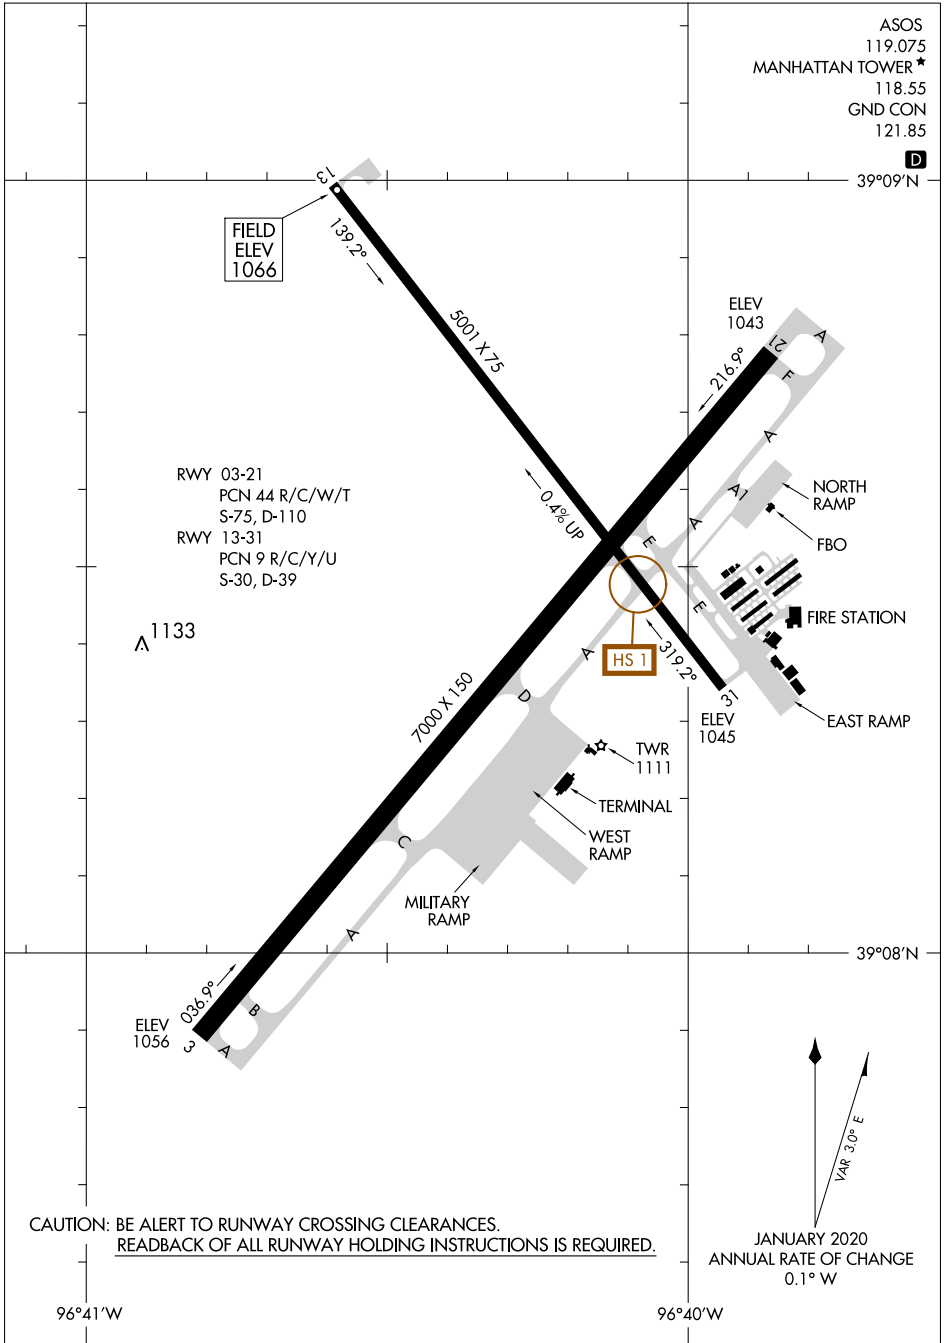 ASOS
119.075
MANHATTAN TOWER★
118.55
GND CON
121.85
D
39°09'N
13
FIELD
ELEV
1066
139.2°
5001 X 75
ELEV
1043
21
216.9°
A
F
A
RWY 03-21
PCN 44 R/C/W/T
S-75, D-110
RWY 13-31
PCN 9 R/C/Y/U
S-30, D-39
0.4% UP
A1
NORTH
RAMP
A
FBO
E
E
FIRE STATION
1133
A
HS 1
319.2°
31
ELEV
1045
EAST RAMP
7000 X 150
D
TWR
1111
TERMINAL
WEST
RAMP
C
MILITARY
RAMP
A
39°08'N
036.9°
B
ELEV
1056
3
A
VAR 3.0° E
CAUTION: BE ALERT TO RUNWAY CROSSING CLEARANCES.
READBACK OF ALL RUNWAY HOLDING INSTRUCTIONS IS REQUIRED.
JANUARY 2020
ANNUAL RATE OF CHANGE
0.1° W
96°41'W
96°40'W